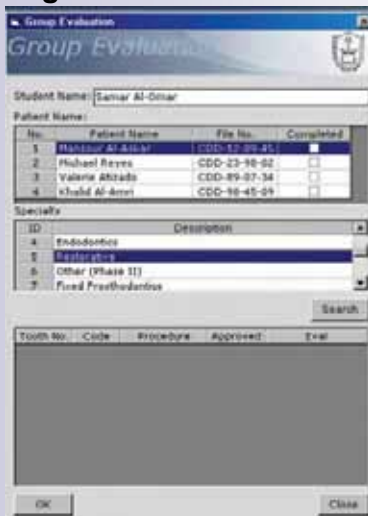 Group Evaluation
Group Evaluation
Student Name: Samar Al-Omar
Patient Name:
No. Patient Name File No. Completed
1 Mansour Al-Askar CDD-12-09-45
2 Michael Reyes CDD-23-98-02
3 Valerie Atizado CDD-89-07-34
4 Khalid Al-Amri CDD-98-45-09
Specialty
ID Description
4 Endodontics
5 Restorative
6 Other (Phase II)
7 Fixed Prosthodontics
Search
Tooth No. Code Procedure Approved Eval
OK Close